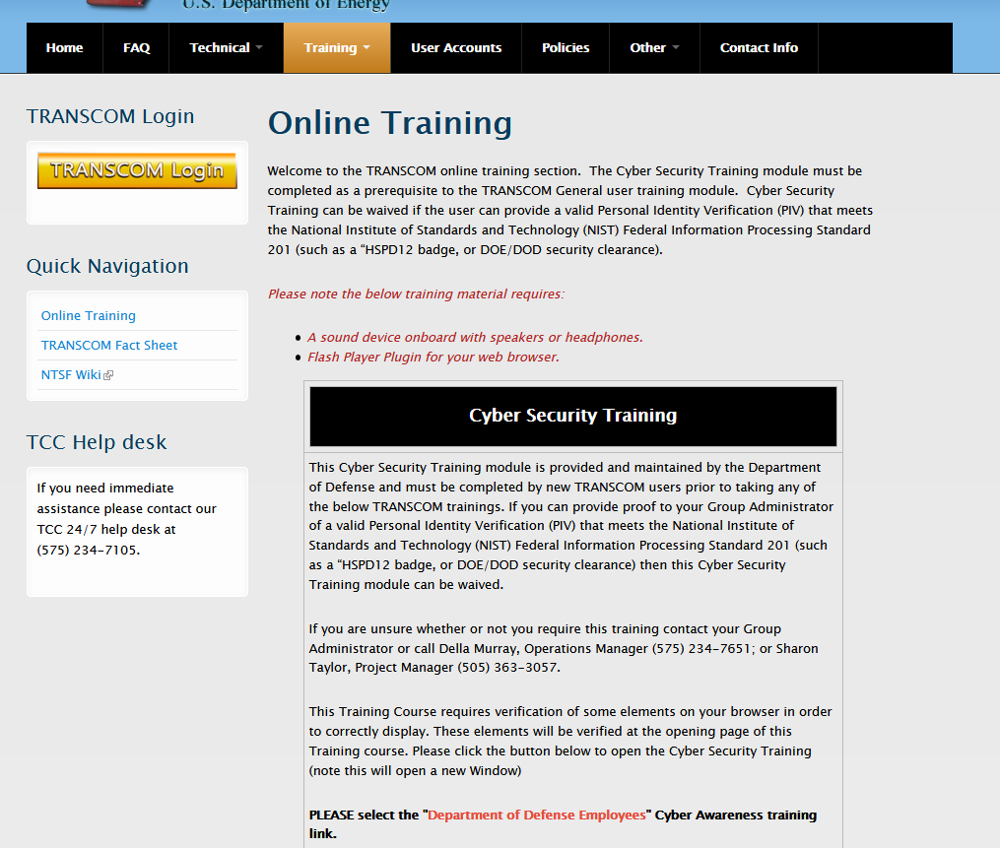 U.S. Department of Energy
Home FAQ Technical Training User Accounts Policies Other Contact Info
TRANSCOM Login
TRANSCOM Login
Quick Navigation
Online Training
TRANSCOM Fact Sheet
NTSF Wiki
TCC Help desk
If you need immediate
assistance please contact our
TCC 24/7 help desk at
(575) 234-7105.
Online Training
Welcome to the TRANSCOM online training section. The Cyber Security Training module must be
completed as a prerequisite to the TRANSCOM General user training module. Cyber Security
Training can be waived if the user can provide a valid Personal Identity Verification (PIV) that meets
the National Institute of Standards and Technology (NIST) Federal Information Processing Standard
201 (such as a “HSPD12 badge, or DOE/DOD security clearance).
Please note the below training material requires:
• A sound device onboard with speakers or headphones.
• Flash Player Plugin for your web browser.
Cyber Security Training
This Cyber Security Training module is provided and maintained by the Department
of Defense and must be completed by new TRANSCOM users prior to taking any of
the below TRANSCOM trainings. If you can provide proof to your Group Administrator
of a valid Personal Identity Verification (PIV) that meets the National Institute of
Standards and Technology (NIST) Federal Information Processing Standard 201 (such
as a “HSPD12 badge, or DOE/DOD security clearance) then this Cyber Security
Training module can be waived.
If you are unsure whether or not you require this training contact your Group
Administrator or call Della Murray, Operations Manager (575) 234-7651; or Sharon
Taylor, Project Manager (505) 363-3057.
This Training Course requires verification of some elements on your browser in order
to correctly display. These elements will be verified at the opening page of this
Training course. Please click the button below to open the Cyber Security Training
(note this will open a new Window)
PLEASE select the "Department of Defense Employees" Cyber Awareness training
link.